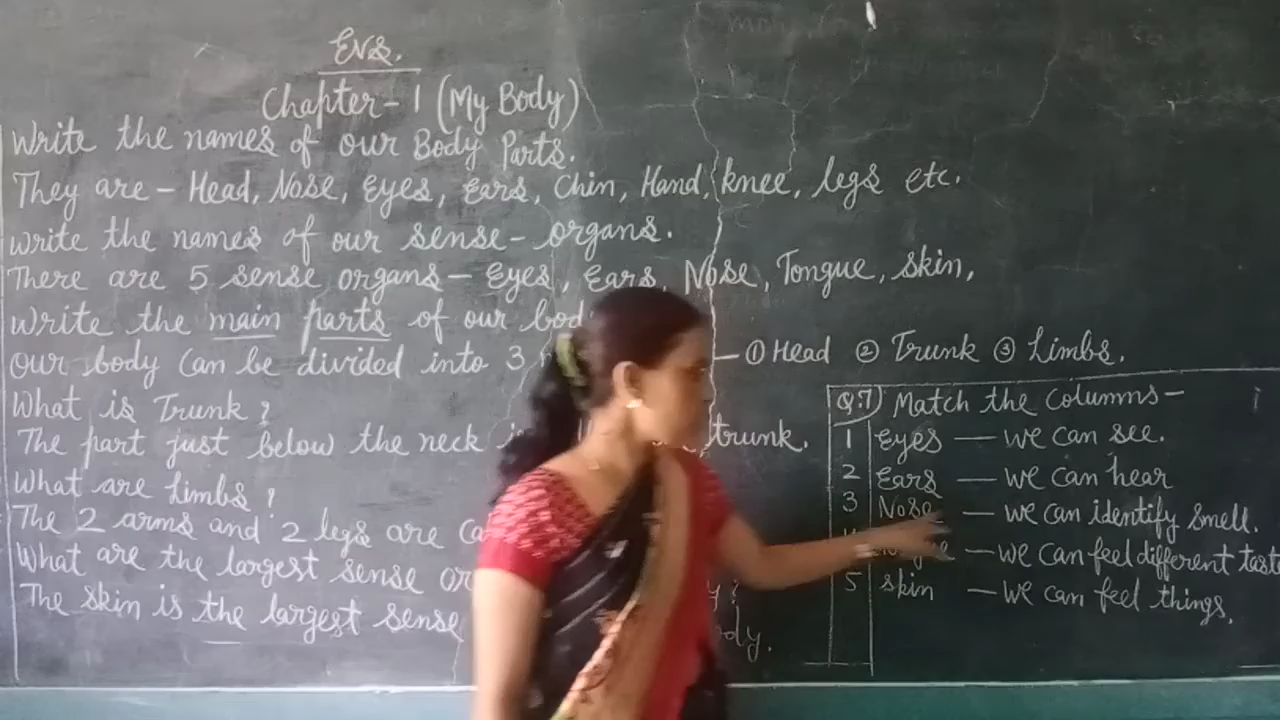 EVS.
Chapter - 1 (My Body)
Write the names of our Body Parts.
They are - Head, Nose, Eyes, Ears, Chin, Hand, knee, legs etc.
Write the names of our sense - organs.
There are 5 sense organs - Eyes, Ears, Nose, Tongue, skin,
Write the main parts of our
Our body can be divided into 3 — ① Head ② Trunk ③ Limbs.
What is Trunk?
The part just below the neck trunk.
What are Limbs?
The 2 arms and 2 legs are
What are the largest sense
The skin is the largest sense
Q.7) Match the columns -
1 Eyes — we can see.
2 Ears — we can hear
3 Nose — we can identify smell.
— we can feel different
5 skin — we can feel things.